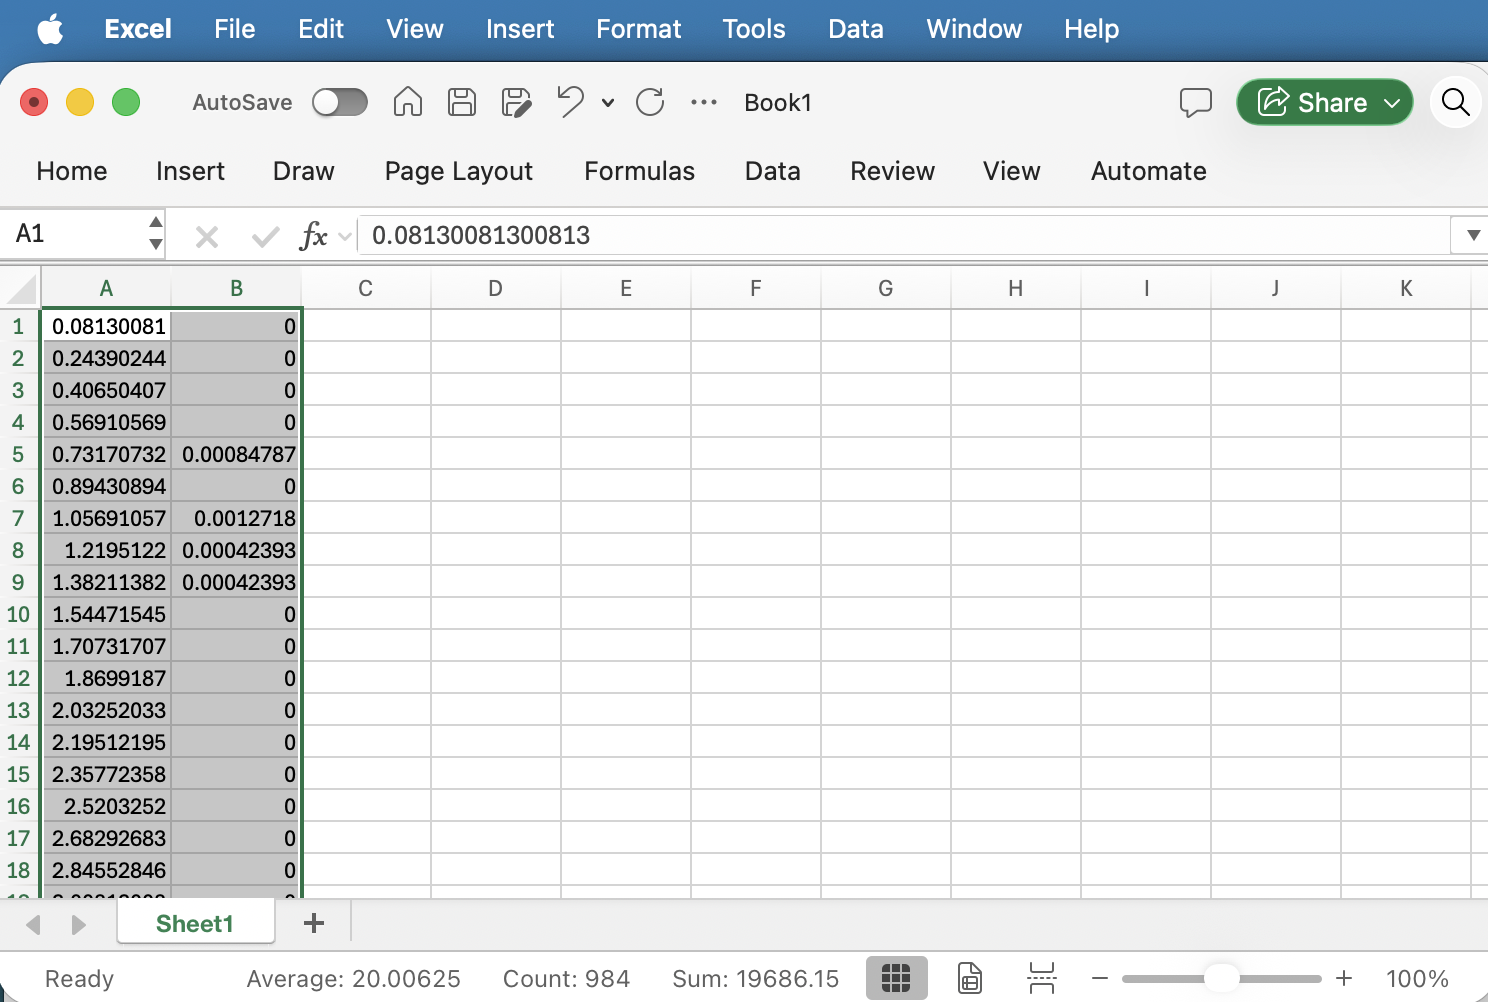 Excel File Edit View Insert Format Tools Data Window Help
AutoSave Book1 Share
Home Insert Draw Page Layout Formulas Data Review View Automate
A1 fx 0.08130081300813
A B C D E F G H I J K
1 0.08130081 0
2 0.24390244 0
3 0.40650407 0
4 0.56910569 0
5 0.73170732 0.00084787
6 0.89430894 0
7 1.05691057 0.0012718
8 1.2195122 0.00042393
9 1.38211382 0.00042393
10 1.54471545 0
11 1.70731707 0
12 1.8699187 0
13 2.03252033 0
14 2.19512195 0
15 2.35772358 0
16 2.5203252 0
17 2.68292683 0
18 2.84552846 0
Sheet1 +
Ready Average: 20.00625 Count: 984 Sum: 19686.15 − + 100%